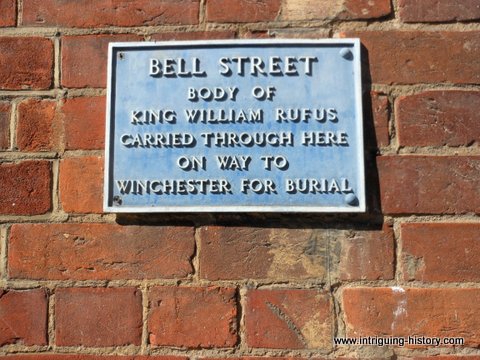 BELL STREET
BODY OF
KING WILLIAM RUFUS
CARRIED THROUGH HERE
ON WAY TO
WINCHESTER FOR BURIAL
www.intriguing-history.com